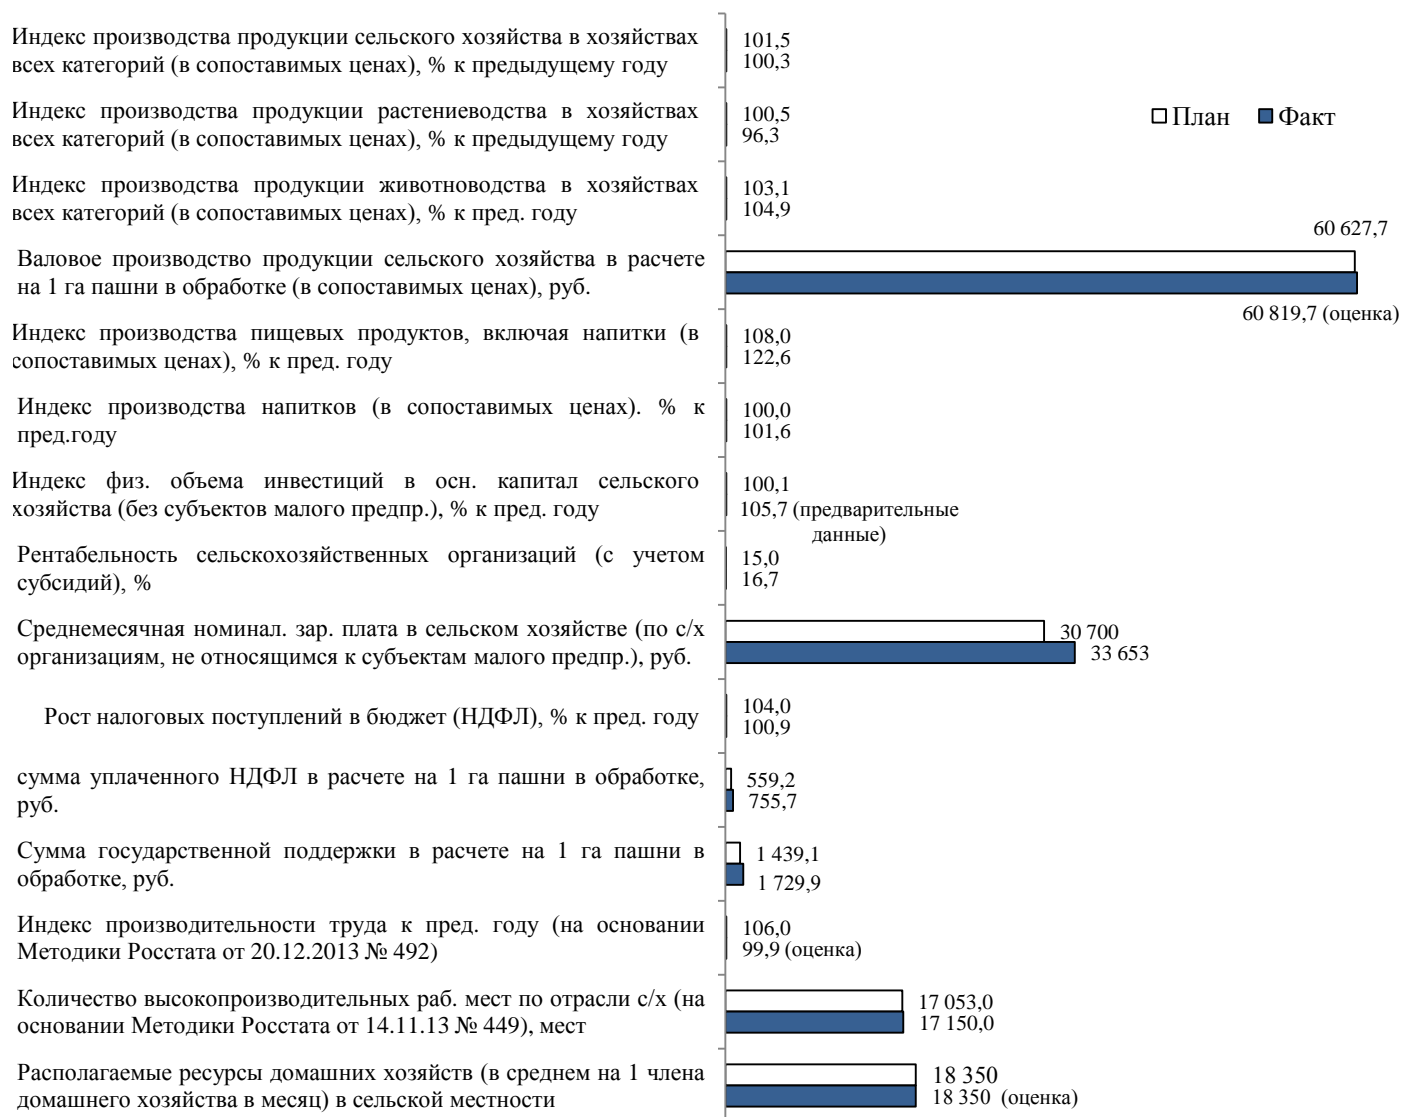 Индекс производства продукции сельского хозяйства в хозяйствах
всех категорий (в сопоставимых ценах), % к предыдущему году
101,5
100,3
Индекс производства продукции растениеводства в хозяйствах
всех категорий (в сопоставимых ценах), % к предыдущему году
100,5
96,3
План Факт
Индекс производства продукции животноводства в хозяйствах
всех категорий (в сопоставимых ценах), % к пред. году
103,1
104,9
60 627,7
Валовое производство продукции сельского хозяйства в расчете
на 1 га пашни в обработке (в сопоставимых ценах), руб.
60 819,7 (оценка)
Индекс производства пищевых продуктов, включая напитки (в
сопоставимых ценах), % к пред. году
108,0
122,6
Индекс производства напитков (в сопоставимых ценах). % к
пред.году
100,0
101,6
Индекс физ. объема инвестиций в осн. капитал сельского
хозяйства (без субъектов малого предпр.), % к пред. году
100,1
105,7 (предварительные
данные)
Рентабельность сельскохозяйственных организаций (с учетом
субсидий), %
15,0
16,7
Среднемесячная номинал. зар. плата в сельском хозяйстве (по с/х
организациям, не относящимся к субъектам малого предпр.), руб.
30 700
33 653
Рост налоговых поступлений в бюджет (НДФЛ), % к пред. году
104,0
100,9
сумма уплаченного НДФЛ в расчете на 1 га пашни в обработке,
руб.
559,2
755,7
Сумма государственной поддержки в расчете на 1 га пашни в
обработке, руб.
1 439,1
1 729,9
Индекс производительности труда к пред. году (на основании
Методики Росстата от 20.12.2013 № 492)
106,0
99,9 (оценка)
Количество высокопроизводительных раб. мест по отрасли с/х (на
основании Методики Росстата от 14.11.13 № 449), мест
17 053,0
17 150,0
Располагаемые ресурсы домашних хозяйств (в среднем на 1 члена
домашнего хозяйства в месяц) в сельской местности
18 350
18 350 (оценка)